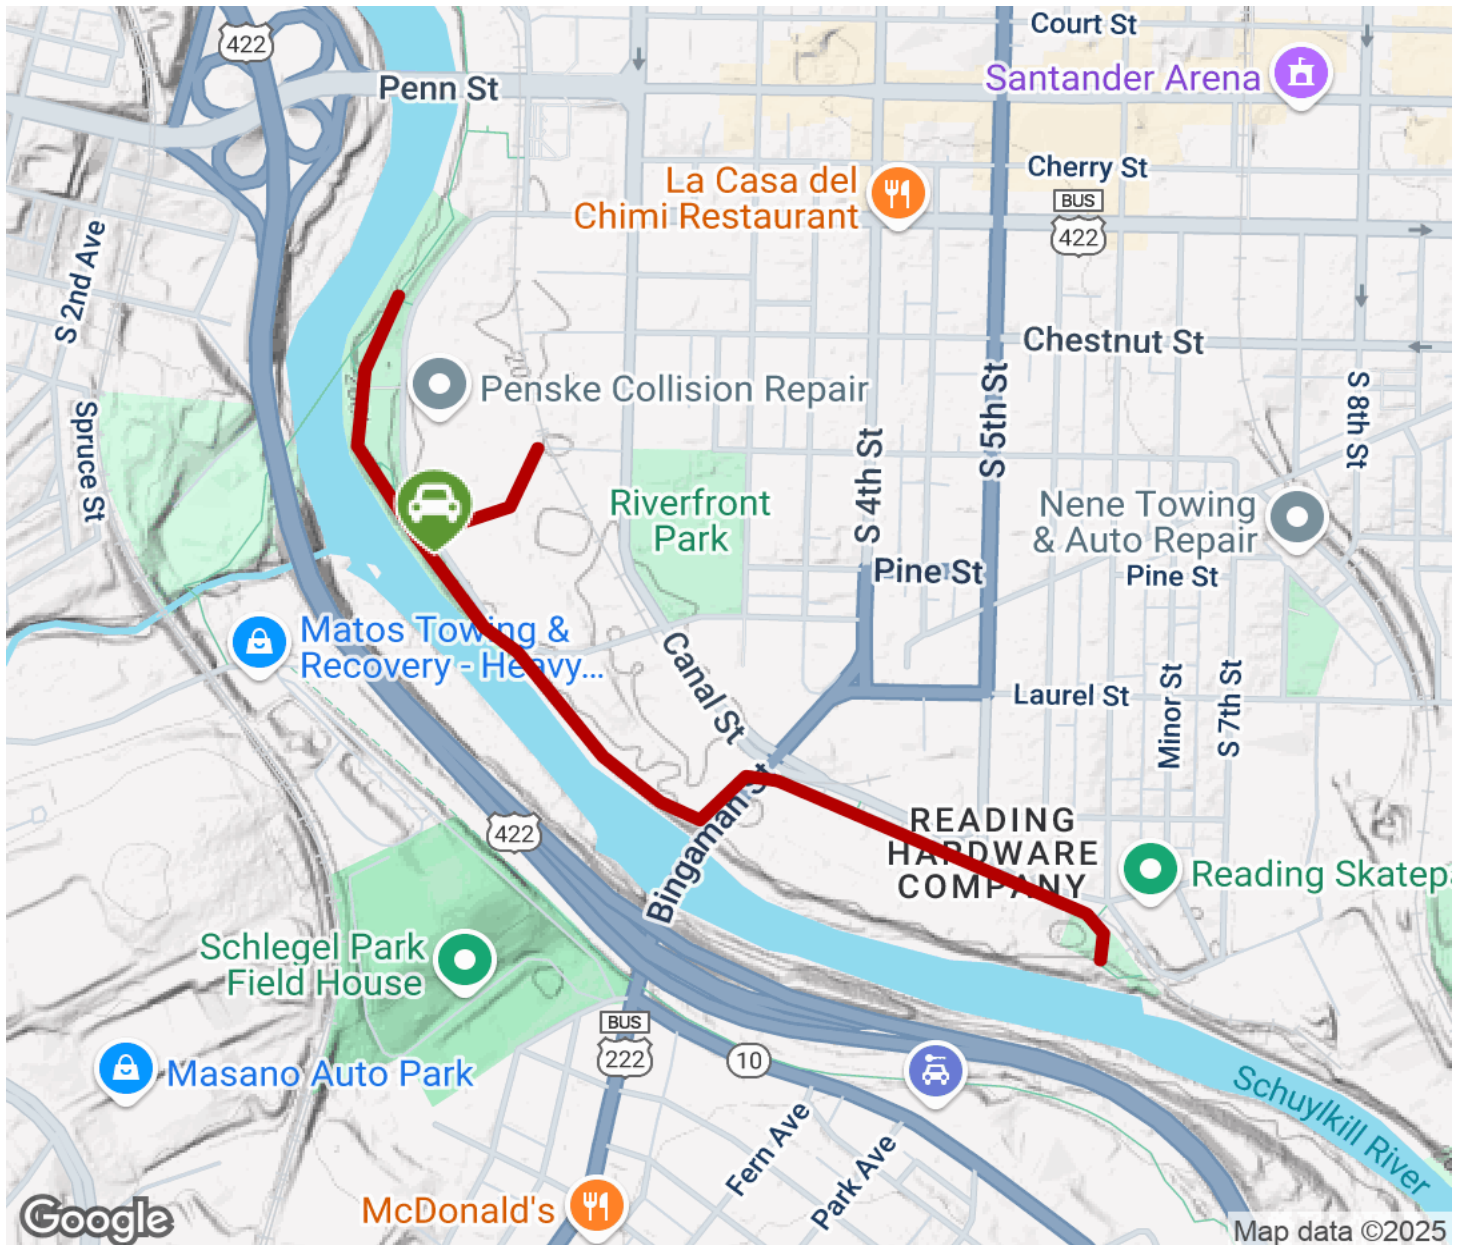 422
Court St
Penn St
Santander Arena
Cherry St
La Casa del
Chimi Restaurant
BUS
422
S 2nd Ave
Chestnut St
Penske Collision Repair
S 5th St
S 8th St
Spruce St
S 4th St
Riverfront
Park
Nene Towing
& Auto Repair
Pine St
Pine St
Matos Towing &
Recovery - Heavy...
Canal St
Laurel St
Minor St
S 7th St
Bingaman St
422
READING
HARDWARE
COMPANY
Reading Skatepa
Schlegel Park
Field House
BUS
222
10
Masano Auto Park
Schuylkill River
Fern Ave
Park Ave
McDonald's
Google
Map data ©2025